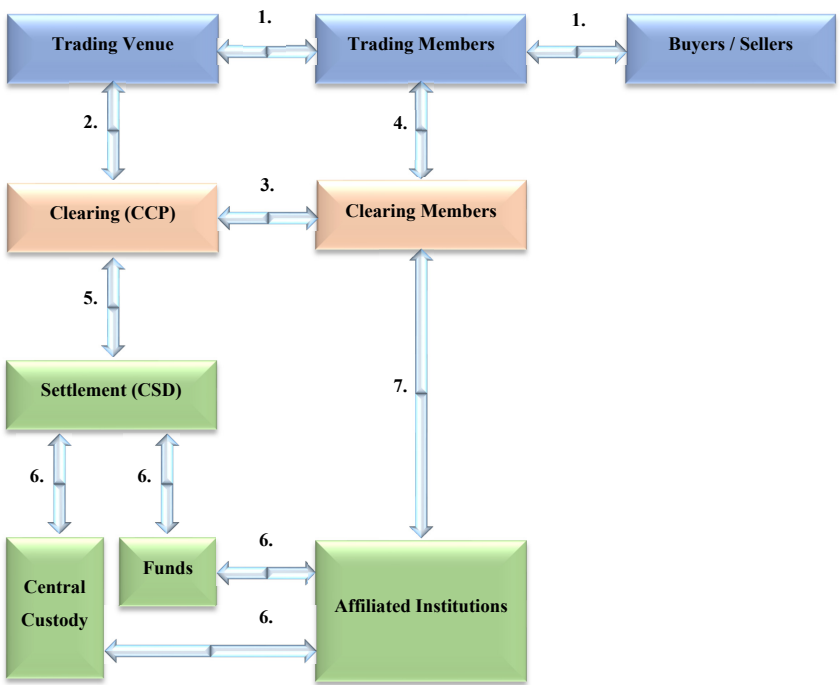 1.
1.
Trading Venue
Trading Members
Buyers / Sellers
2.
4.
3.
Clearing (CCP)
Clearing Members
5.
Settlement (CSD)
7.
6.
6.
6.
Funds
Central
Custody
Affiliated Institutions
6.